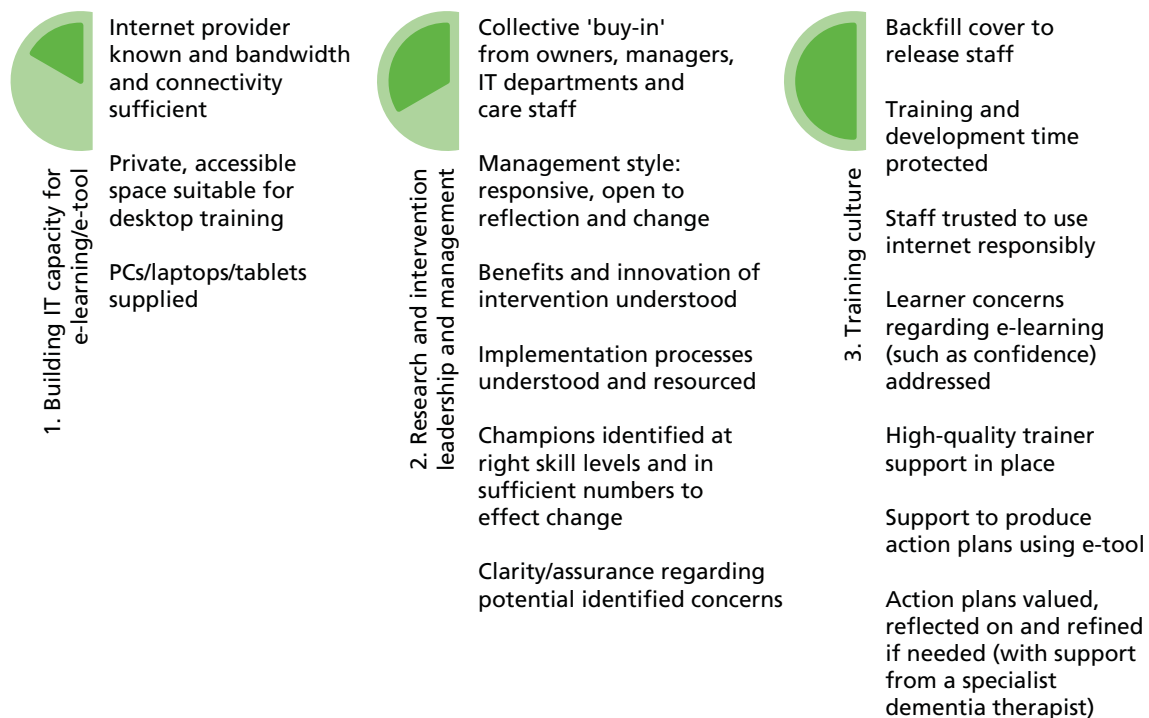 1. Building IT capacity for
e-learning/e-tool
Internet provider
known and bandwidth
and connectivity
sufficient
Private, accessible
space suitable for
desktop training
PCs/laptops/tablets
supplied
2. Research and intervention
leadership and management
Collective 'buy-in'
from owners, managers,
IT departments and
care staff
Management style:
responsive, open to
reflection and change
Benefits and innovation of
intervention understood
Implementation processes
understood and resourced
Champions identified at
right skill levels and in
sufficient numbers to
effect change
Clarity/assurance regarding
potential identified concerns
3. Training culture
Backfill cover to
release staff
Training and
development time
protected
Staff trusted to use
internet responsibly
Learner concerns
regarding e-learning
(such as confidence)
addressed
High-quality trainer
support in place
Support to produce
action plans using e-tool
Action plans valued,
reflected on and refined
if needed (with support
from a specialist
dementia therapist)